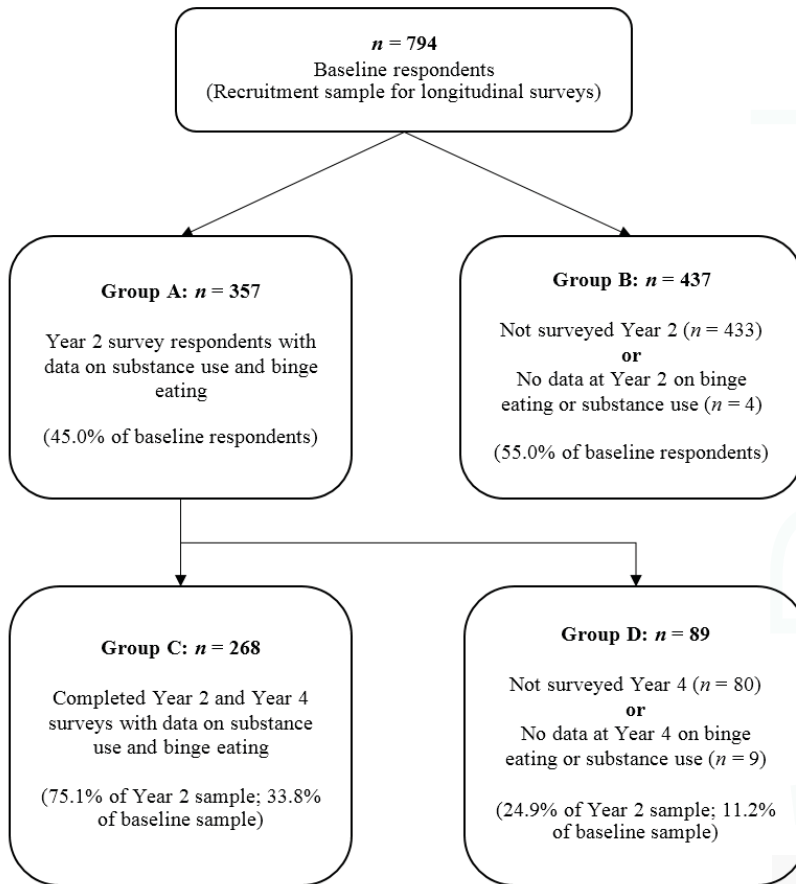 n = 794
Baseline respondents
(Recruitment sample for longitudinal surveys)
Group A: n = 357
Year 2 survey respondents with
data on substance use and binge
eating
(45.0% of baseline respondents)
Group B: n = 437
Not surveyed Year 2 (n = 433)
or
No data at Year 2 on binge
eating or substance use (n = 4)
(55.0% of baseline respondents)
Group C: n = 268
Completed Year 2 and Year 4
surveys with data on substance
use and binge eating
(75.1% of Year 2 sample; 33.8%
of baseline sample)
Group D: n = 89
Not surveyed Year 4 (n = 80)
or
No data at Year 4 on binge
eating or substance use (n = 9)
(24.9% of Year 2 sample; 11.2%
of baseline sample)